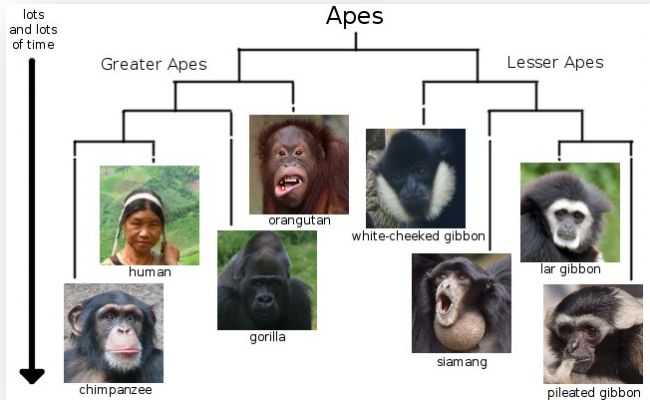 Apes
lots
and lots
of time
Greater Apes
Lesser Apes
orangutan
white-cheeked gibbon
human
lar gibbon
gorilla
siamang
chimpanzee
pileated gibbon